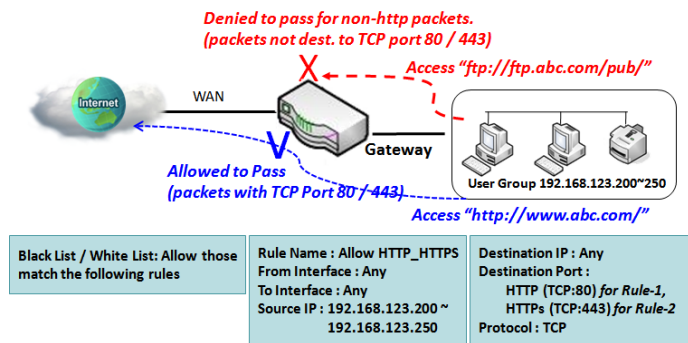 Denied to pass for non-http packets.
(packets not dest. to TCP port 80 / 443)
Access “ftp://ftp.abc.com/pub/”
X
WAN
Internet
V
Gateway
Allowed to Pass
(packets with TCP Port 80 / 443)
User Group 192.168.123.200~250
Access “http://www.abc.com/”
Black List / White List: Allow those
match the following rules
Rule Name : Allow HTTP_HTTPS
From Interface : Any
To Interface : Any
Source IP : 192.168.123.200 ~
192.168.123.250
Destination IP : Any
Destination Port :
HTTP (TCP:80) for Rule-1,
HTTPs (TCP:443) for Rule-2
Protocol : TCP